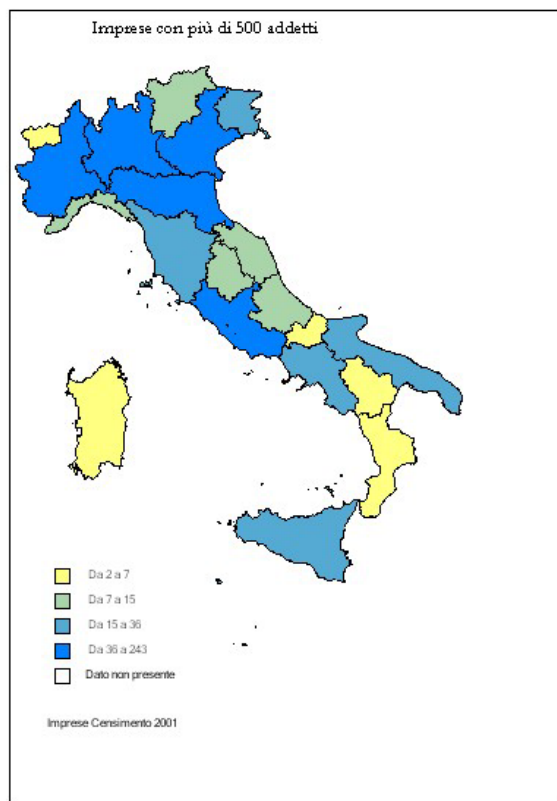 Imprese con più di 500 addetti
Da 2 a 7
Da 7 a 15
Da 15 a 36
Da 36 a 243
Dato non presente
Imprese Censimento 2001